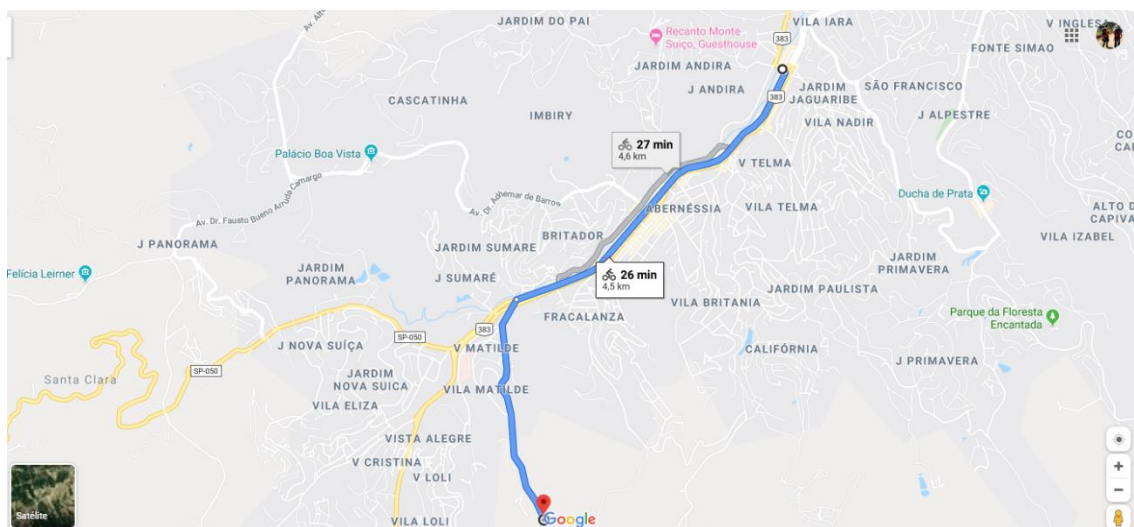 JARDIM DO PAI
VILA IARA
V INGLESA
383
Recanto Monte
Suiço, Guesthouse
FONTE SIMAO
JARDIM ANDIRA
J ANDIRA
383
JARDIM
JAGUARIBE
SÃO FRANCISCO
CASCATINHA
IMBIRY
VILA NADIR
J ALPESTRE
27 min
4,6 km
Palácio Boa Vista
V TELMA
Ducha de Prata
Av. Dr. Fausto Bueno Arruda Camargo
Av. Dr. Adhemar de Barros
ABERNÉSSIA
VILA TELMA
ALTO D
CAPIVA
VILA IZABEL
J PANORAMA
JARDIM SUMARE
BRITADOR
Felícia Leirner
JARDIM
PANORAMA
J SUMARÉ
26 min
4,5 km
JARDIM
PRIMAVERA
JARDIM PAULISTA
VILA BRITANIA
FRACALANZA
Parque da Floresta
Encantada
383
SP-050
J NOVA SUÍÇA
V MATILDE
CALIFÓRNIA
J PRIMAVERA
SP-050
Santa Clara
JARDIM
NOVA SUICA
VILA MATILDE
VILA ELIZA
VISTA ALEGRE
V CRISTINA
V LOLI
Satélite
VILA LOLI
Google